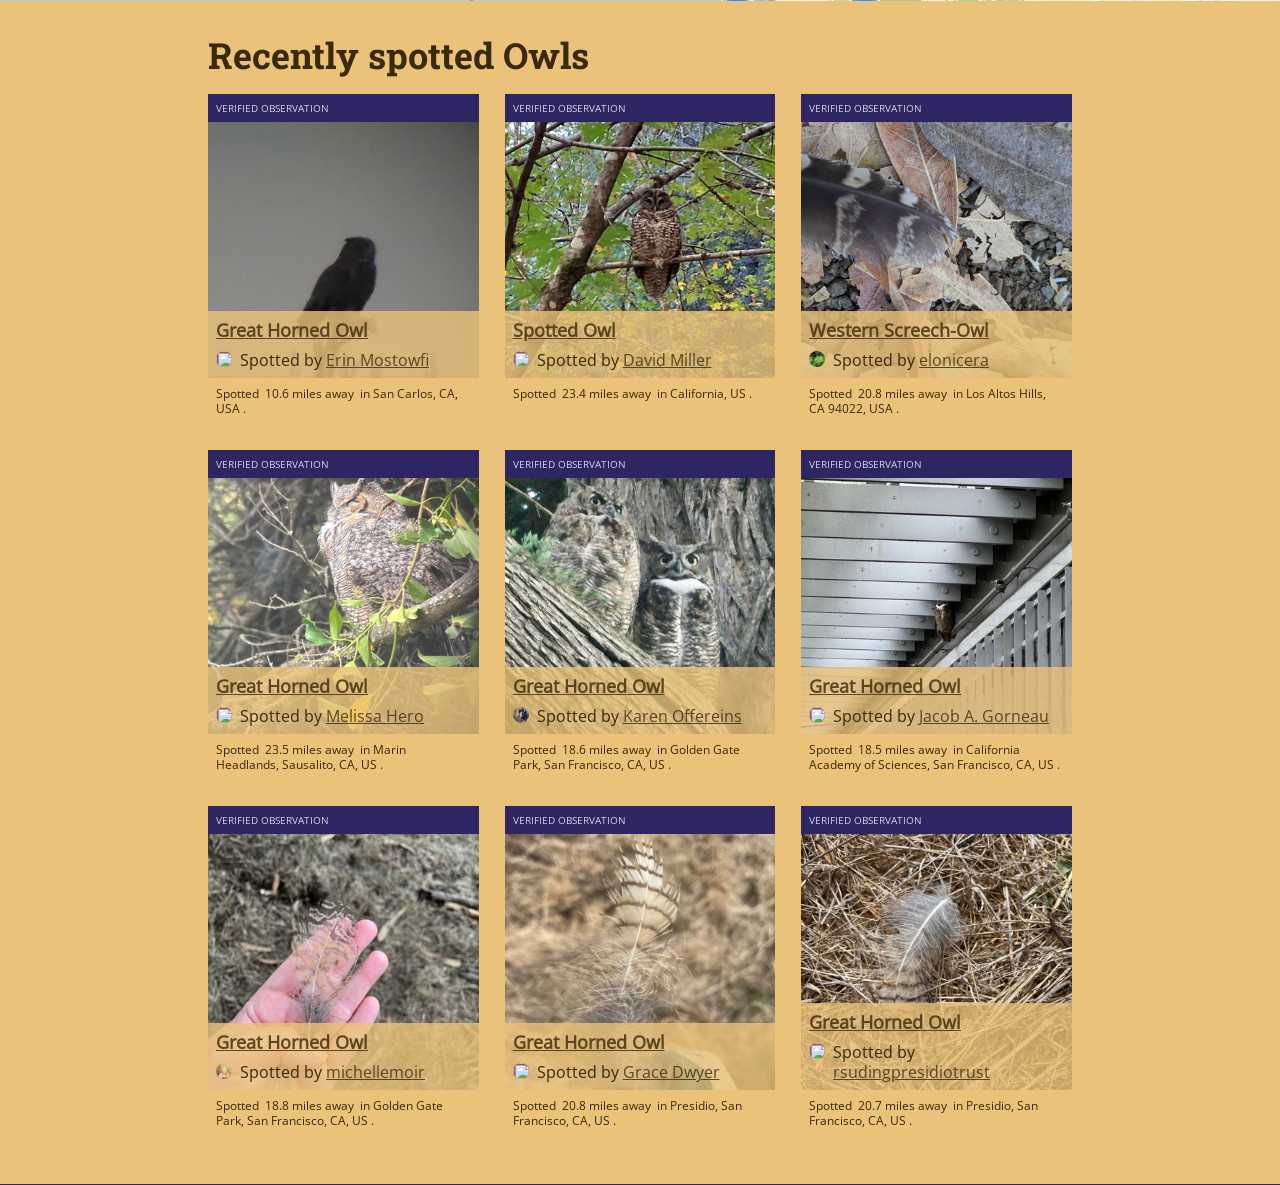 Recently spotted Owls
VERIFIED OBSERVATION
Great Horned Owl
Spotted by Erin Mostowfi
Spotted 10.6 miles away in San Carlos, CA,
USA .
VERIFIED OBSERVATION
Spotted Owl
Spotted by David Miller
Spotted 23.4 miles away in California, US .
VERIFIED OBSERVATION
Western Screech-Owl
Spotted by elonicera
Spotted 20.8 miles away in Los Altos Hills,
CA 94022, USA .
VERIFIED OBSERVATION
Great Horned Owl
Spotted by Melissa Hero
Spotted 23.5 miles away in Marin
Headlands, Sausalito, CA, US .
VERIFIED OBSERVATION
Great Horned Owl
Spotted by Karen Offereins
Spotted 18.6 miles away in Golden Gate
Park, San Francisco, CA, US .
VERIFIED OBSERVATION
Great Horned Owl
Spotted by Jacob A. Gorneau
Spotted 18.5 miles away in California
Academy of Sciences, San Francisco, CA, US .
VERIFIED OBSERVATION
Great Horned Owl
Spotted by michellemoir
Spotted 18.8 miles away in Golden Gate
Park, San Francisco, CA, US .
VERIFIED OBSERVATION
Great Horned Owl
Spotted by Grace Dwyer
Spotted 20.8 miles away in Presidio, San
Francisco, CA, US .
VERIFIED OBSERVATION
Great Horned Owl
Spotted by
rsudingpresidiotrust
Spotted 20.7 miles away in Presidio, San
Francisco, CA, US .